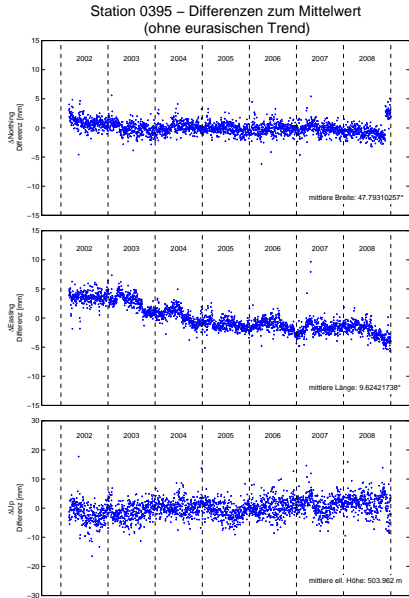 Station 0395 – Differenzen zum Mittelwert
(ohne eurasischen Trend)
15
10
5
0
−5
−10
−15
ΔNorthing
Differenz [mm]
2002 2003 2004 2005 2006 2007 2008
mittlere Breite: 47.79310257°
15
10
5
0
−5
−10
−15
ΔEasting
Differenz [mm]
2002 2003 2004 2005 2006 2007 2008
mittlere Länge: 9.62421738°
30
20
10
0
−10
−20
−30
ΔUp
Differenz [mm]
2002 2003 2004 2005 2006 2007 2008
mittlere ell. Höhe: 503.962 m